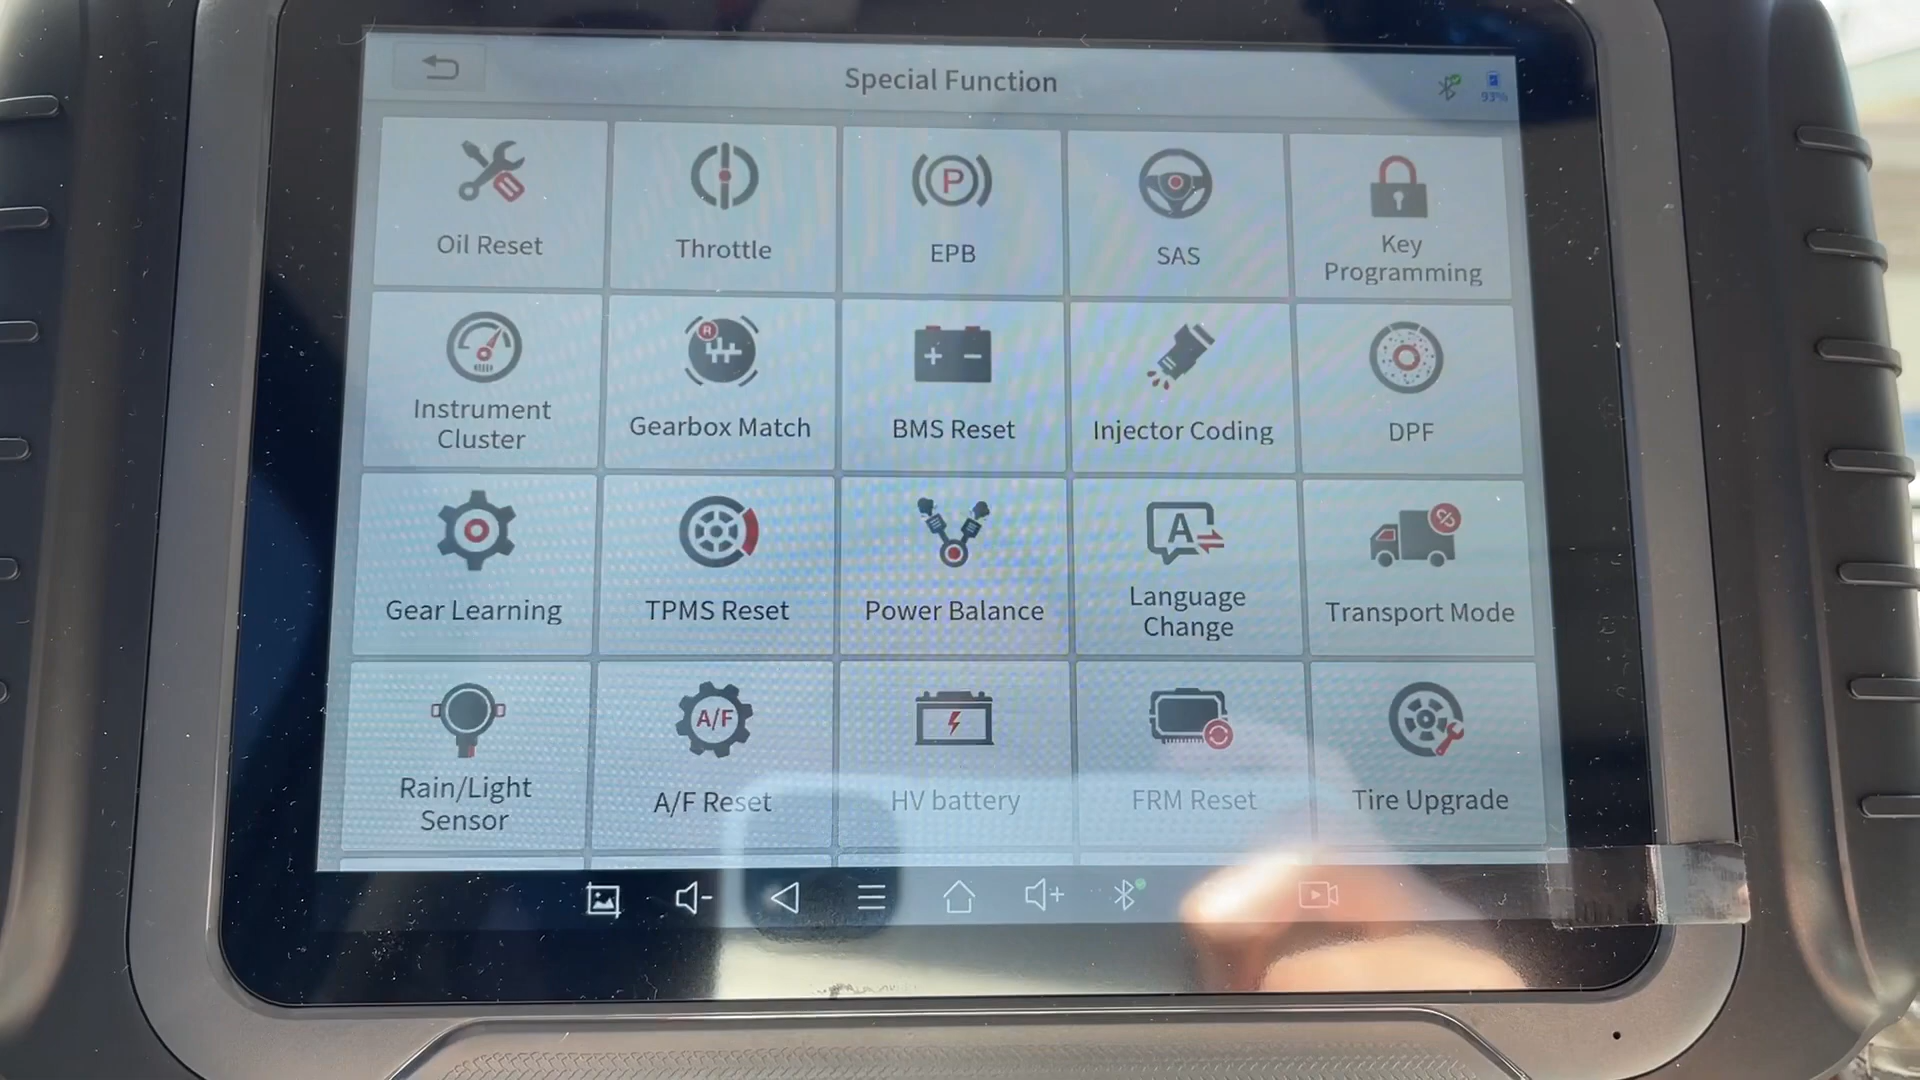 Special Function
93%
Oil Reset
Throttle
P
EPB
SAS
Key
Programming
Instrument
Cluster
R
Gearbox Match
+ -
BMS Reset
Injector Coding
DPF
Gear Learning
TPMS Reset
Power Balance
A
Language
Change
Transport Mode
Rain/Light
Sensor
A/F
A/F Reset
HV battery
FRM Reset
Tire Upgrade